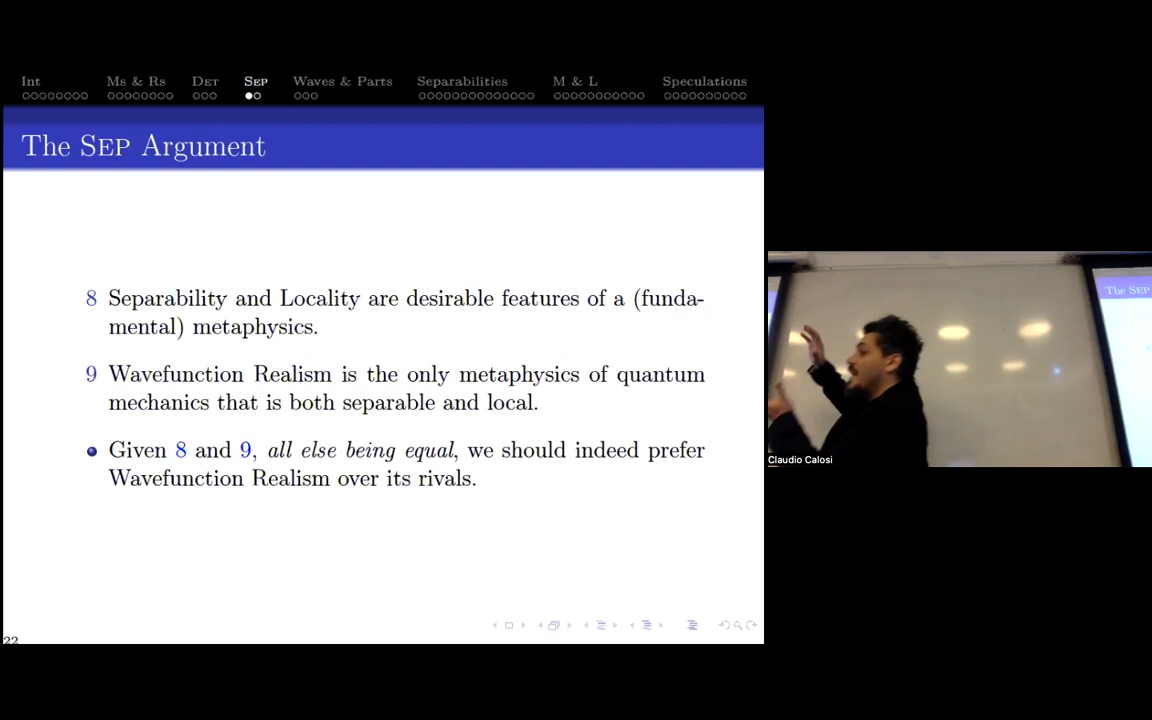 Int Ms & Rs Det Sep Waves & Parts Separabilities M & L Speculations
The Sep Argument
8 Separability and Locality are desirable features of a (funda-
mental) metaphysics.
9 Wavefunction Realism is the only metaphysics of quantum
mechanics that is both separable and local.
Given 8 and 9, all else being equal, we should indeed prefer
Wavefunction Realism over its rivals.
22
The Sep
Claudio Calosi